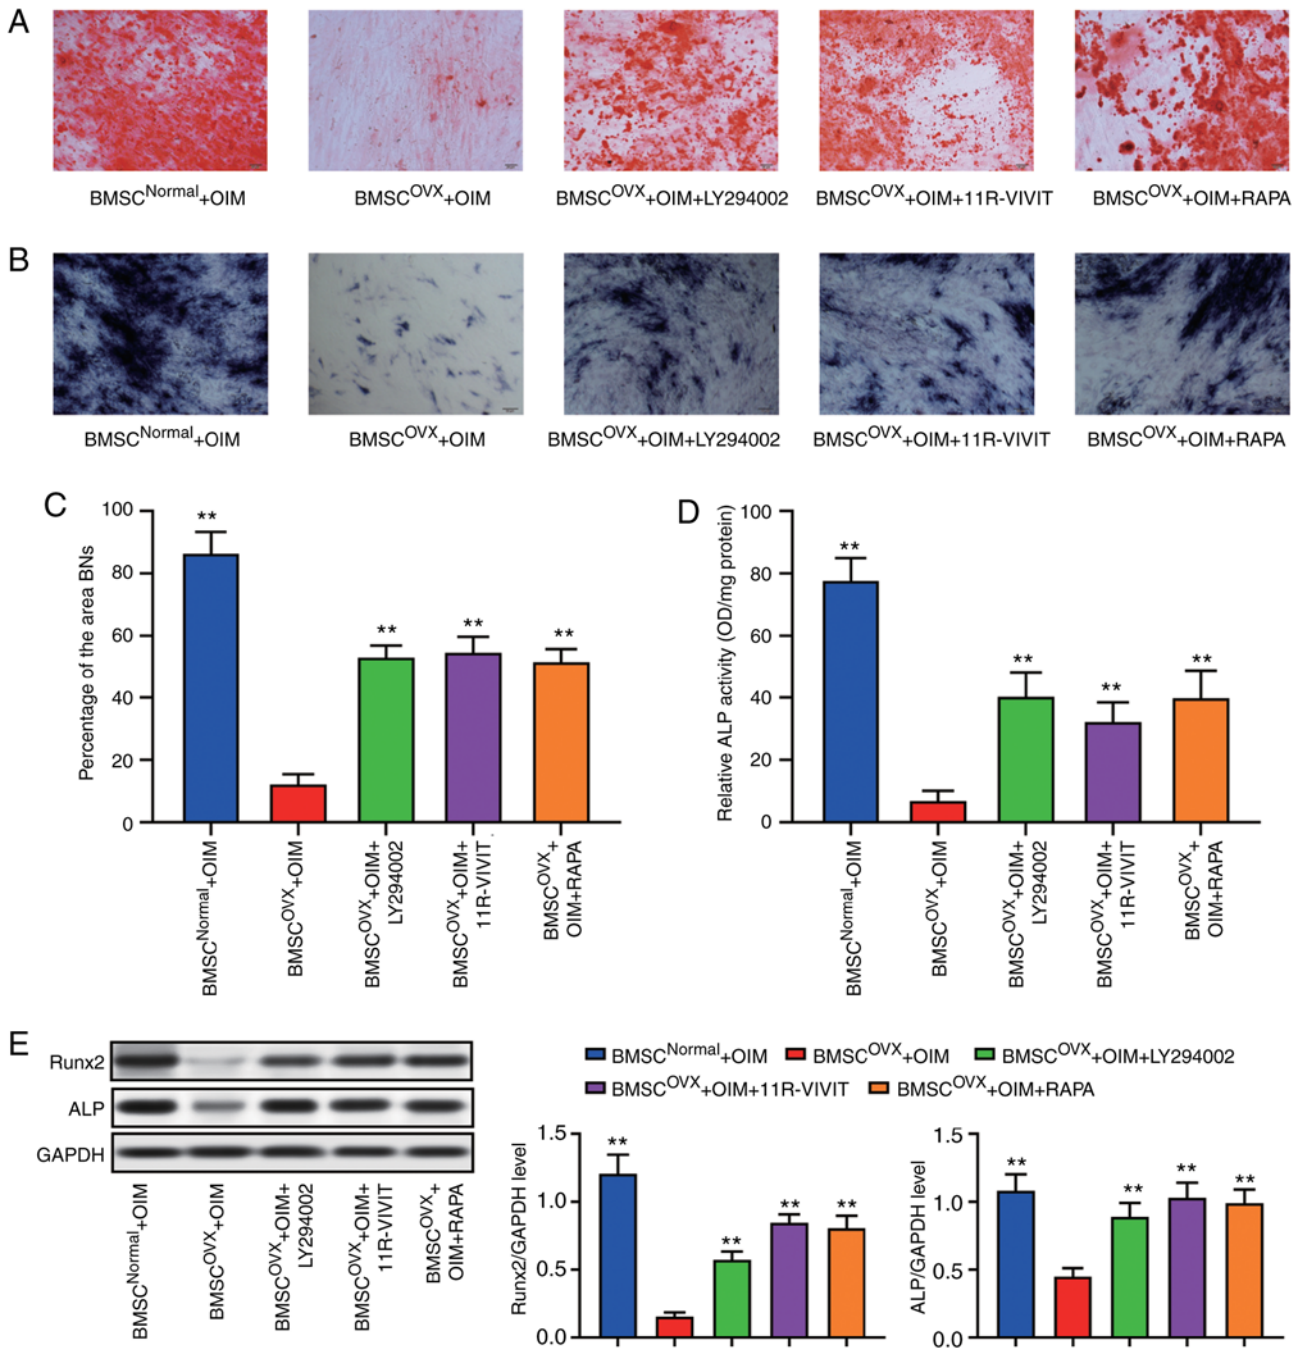 A
BMSCNormal+OIM
BMSCOVX+OIM
BMSCOVX+OIM+LY294002
BMSCOVX+OIM+11R-VIVIT
BMSCOVX+OIM+RAPA
B
BMSCNormal+OIM
BMSCOVX+OIM
BMSCOVX+OIM+LY294002
BMSCOVX+OIM+11R-VIVIT
BMSCOVX+OIM+RAPA
C
Percentage of the area BNs
100
80
60
40
20
0
**
**
**
**
BMSCNormal+OIM
BMSCOVX+OIM
BMSCOVX+OIM+
LY294002
BMSCOVX+OIM+
11R-VIVIT
BMSCOVX+
OIM+RAPA
D
Relative ALP activity (OD/mg protein)
100
80
60
40
20
0
**
**
**
**
BMSCNormal+OIM
BMSCOVX+OIM
BMSCOVX+OIM+
LY294002
BMSCOVX+OIM+
11R-VIVIT
BMSCOVX+
OIM+RAPA
E
Runx2
ALP
GAPDH
BMSCNormal+OIM
BMSCOVX+OIM
BMSCOVX+OIM+
LY294002
BMSCOVX+OIM+
11R-VIVIT
BMSCOVX+
OIM+RAPA
BMSCNormal+OIM
BMSCOVX+OIM
BMSCOVX+OIM+LY294002
BMSCOVX+OIM+11R-VIVIT
BMSCOVX+OIM+RAPA
Runx2/GAPDH level
1.5
1.0
0.5
0.0
**
**
**
**
ALP/GAPDH level
1.5
1.0
0.5
0.0
**
**
**
**